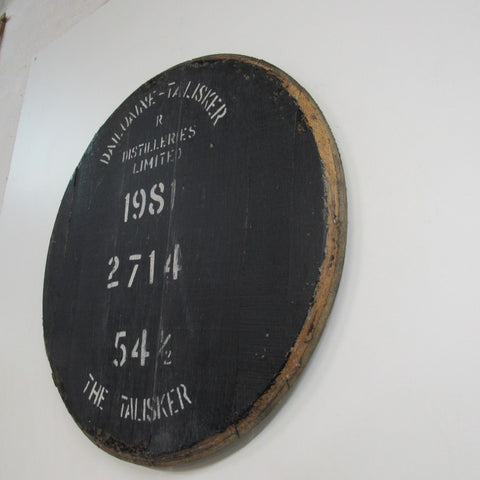 DAILUAINE-TALISKER
R
DISTILLERIES
LIMITED
1981
2714
54½
THE TALISKER